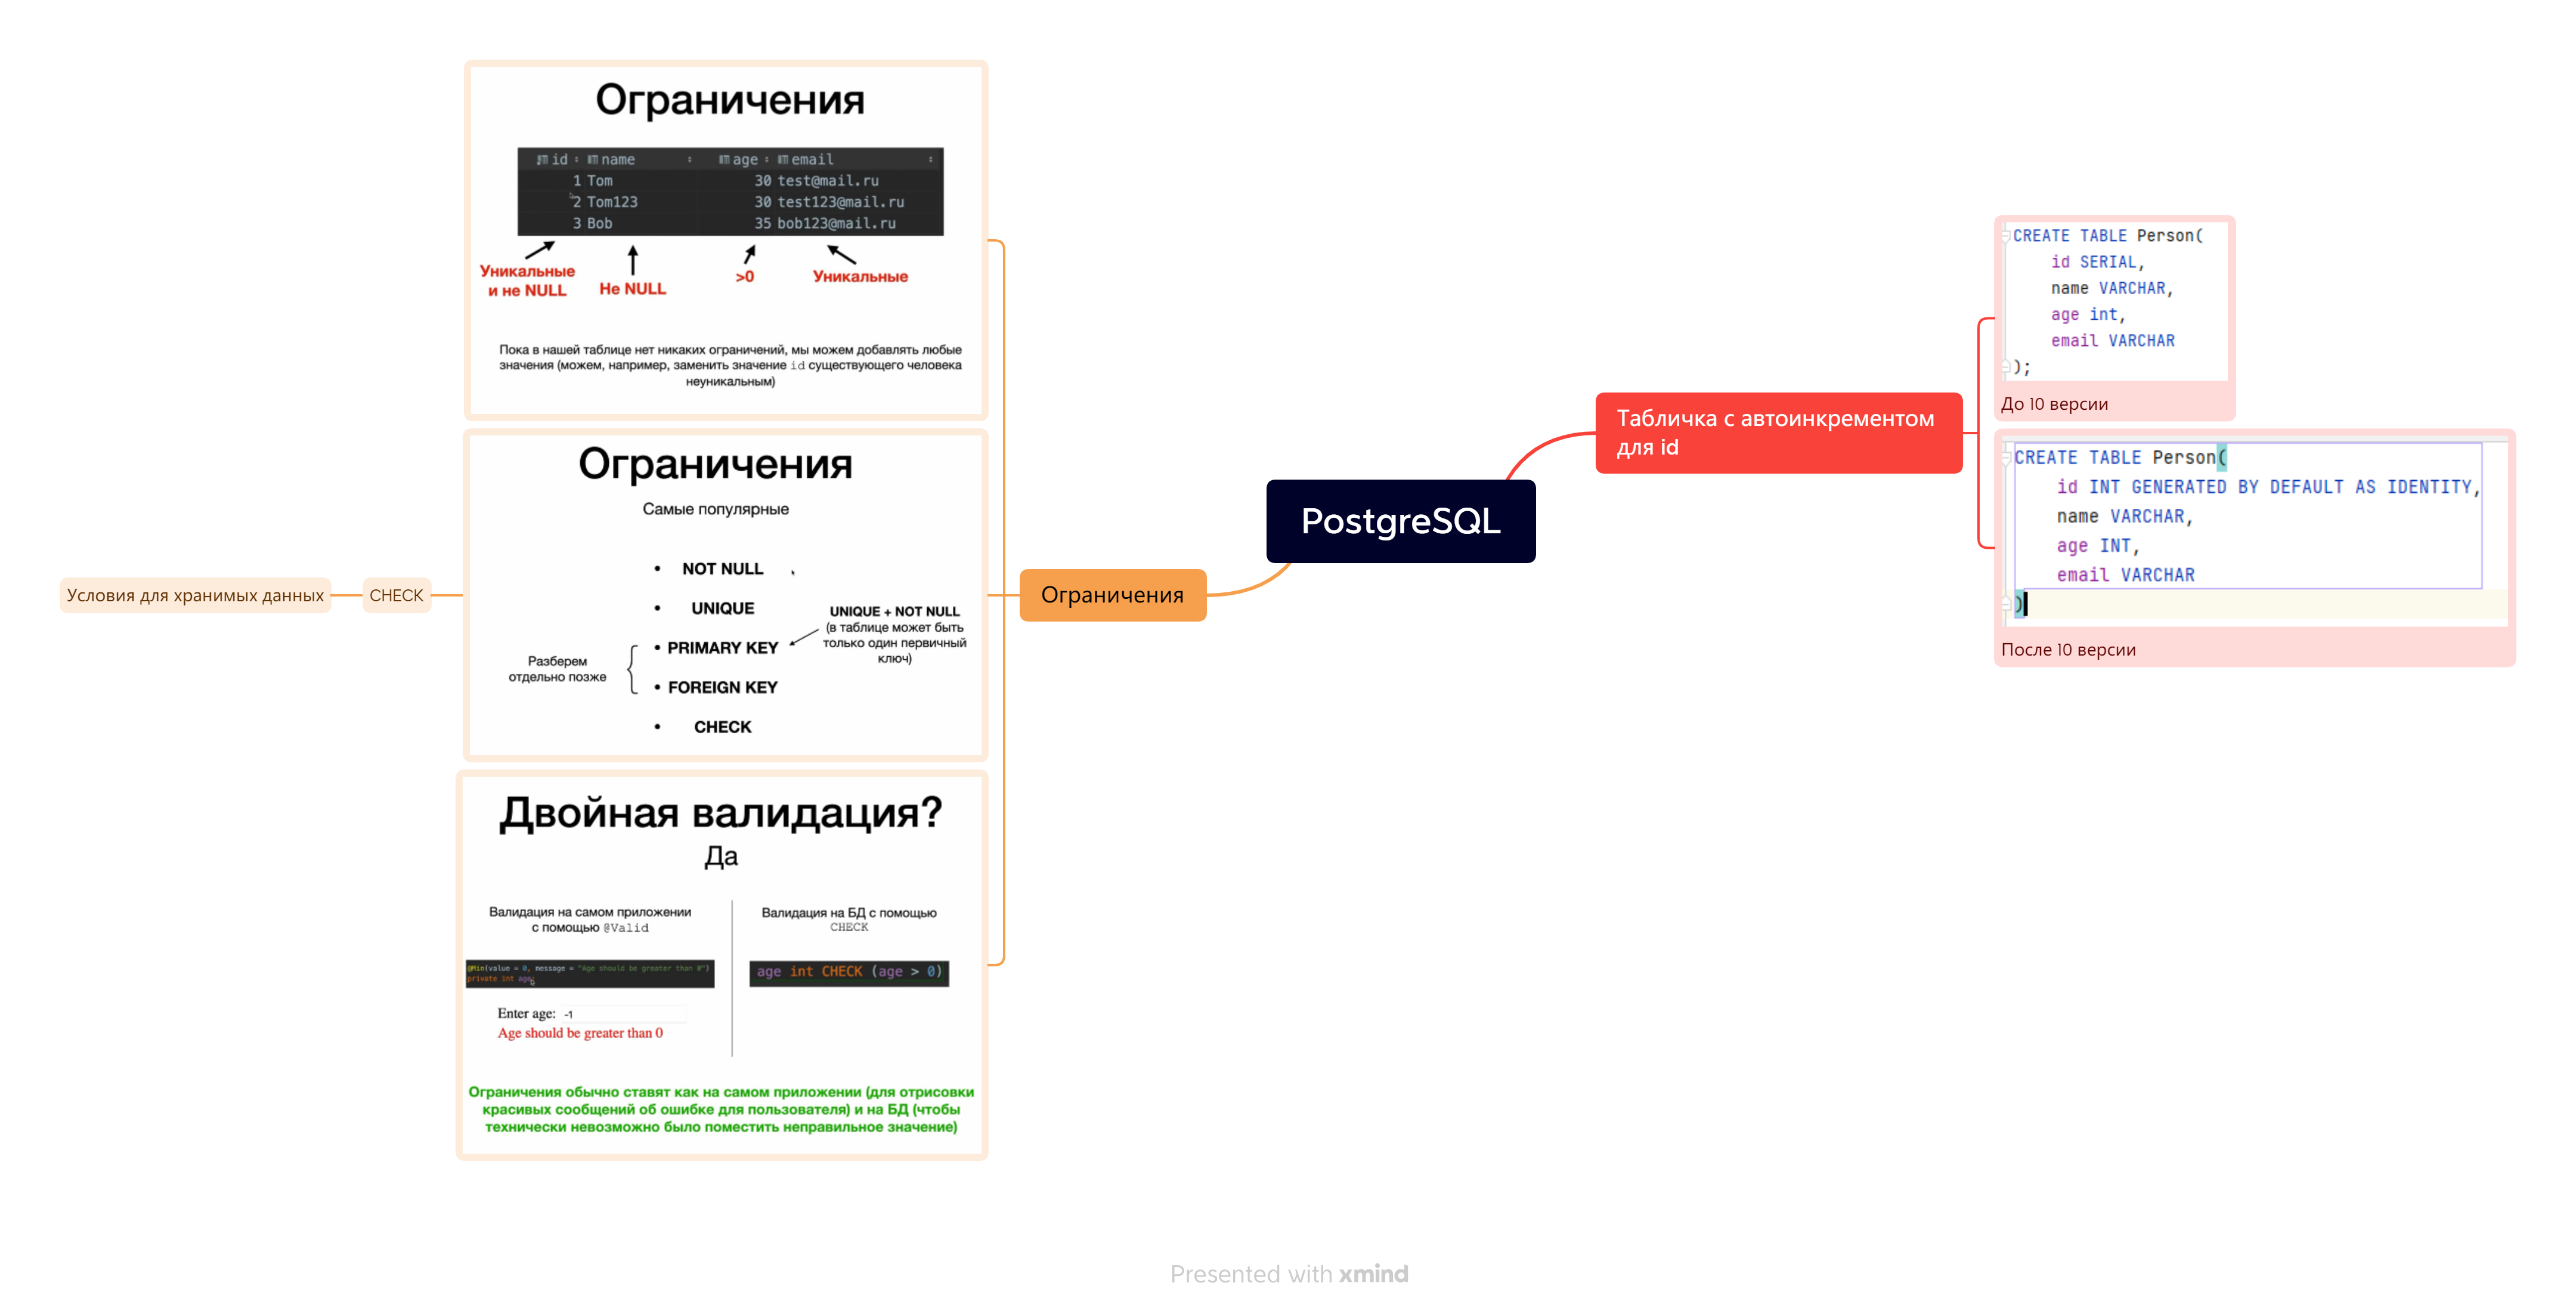 Ограничения
id name age email
1 Tom 30 test@mail.ru
2 Tom123 30 test123@mail.ru
3 Bob 35 bob123@mail.ru
Уникальные
и не NULL
Не NULL
>0
Уникальные
Пока в нашей таблице нет никаких ограничений, мы можем добавлять любые
значения (можем, например, заменить значение id существующего человека
неуникальным)
Ограничения
Самые популярные
• NOT NULL
• UNIQUE
• PRIMARY KEY
• FOREIGN KEY
• CHECK
UNIQUE + NOT NULL
(в таблице может быть
только один первичный
ключ)
Разберем
отдельно позже
CHECK
Условия для хранимых данных
Двойная валидация?
Да
Валидация на самом приложении
с помощью @Valid
@Min(value = 0, message = "Age should be greater than 0")
private int age;
Enter age: -1
Age should be greater than 0
Валидация на БД с помощью
CHECK
age int CHECK (age > 0)
Ограничения обычно ставят как на самом приложении (для отрисовки
красивых сообщений об ошибке для пользователя) и на БД (чтобы
технически невозможно было поместить неправильное значение)
Ограничения
PostgreSQL
Табличка с автоинкрементом
для id
CREATE TABLE Person(
id SERIAL,
name VARCHAR,
age int,
email VARCHAR
);
До 10 версии
CREATE TABLE Person(
id INT GENERATED BY DEFAULT AS IDENTITY,
name VARCHAR,
age INT,
email VARCHAR
)
После 10 версии
Presented with xmind